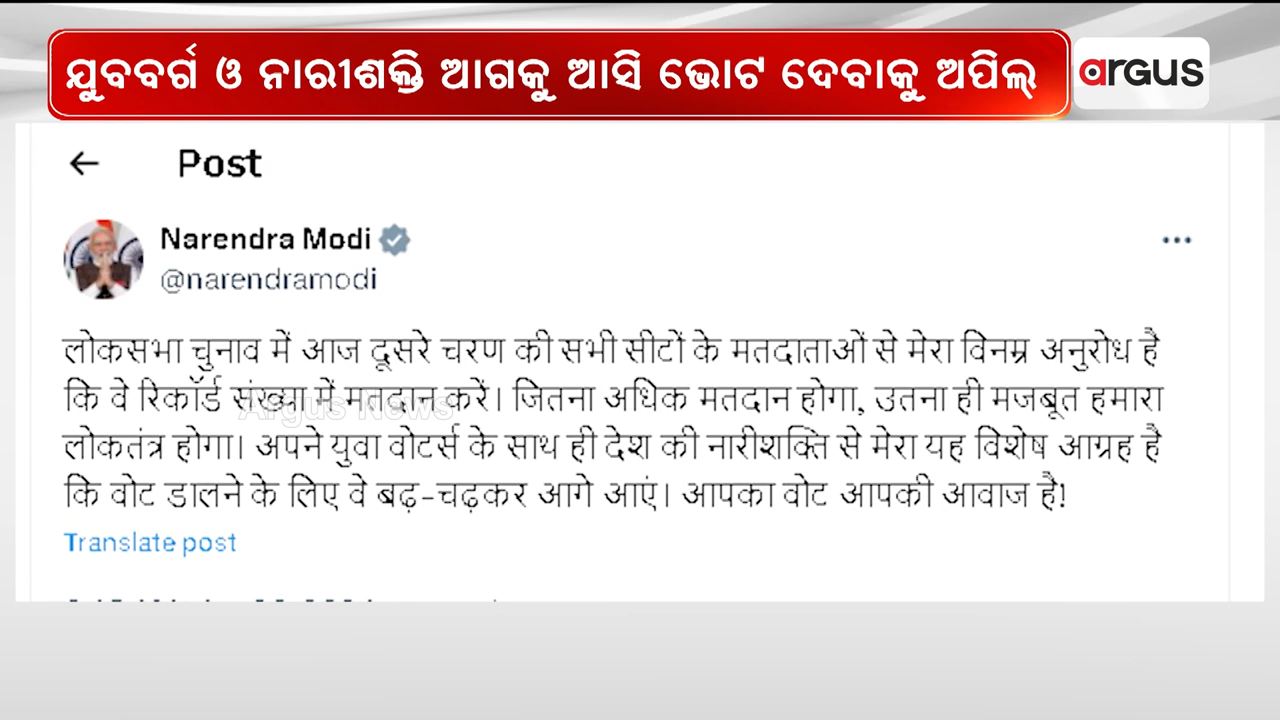 ଯୁବବର୍ଗ ଓ ନାରୀଶକ୍ତି ଆଗକୁ ଆସି ଭୋଟ ଦେବାକୁ ଅପିଲ୍
argus
Post
Narendra Modi
@narendramodi
लोकसभा चुनाव में आज दूसरे चरण की सभी सीटों के मतदाताओं से मेरा विनम्र अनुरोध है
कि वे रिकॉर्ड संख्या में मतदान करें। जितना अधिक मतदान होगा, उतना ही मजबूत हमारा
Argus News
लोकतंत्र होगा। अपने युवा वोटर्स के साथ ही देश की नारीशक्ति से मेरा यह विशेष आग्रह है
कि वोट डालने के लिए वे बढ़-चढ़कर आगे आएं। आपका वोट आपकी आवाज है!
Translate post